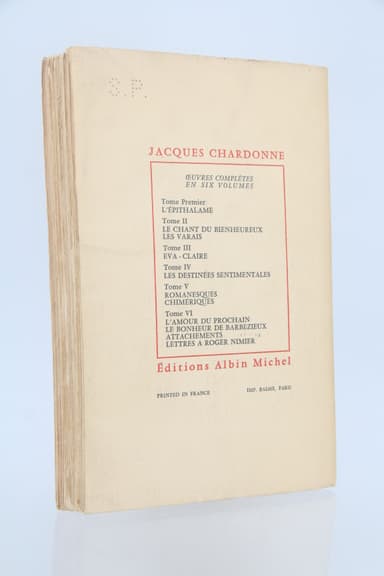 S.P.
JACQUES CHARDONNE
ŒUVRES COMPLÈTES
EN SIX VOLUMES
Tome Premier
L'ÉPITHALAME
Tome II
LE CHANT DU BIENHEUREUX
LES VARAIS
Tome III
EVA - CLAIRE
Tome IV
LES DESTINÉES SENTIMENTALES
Tome V
ROMANESQUES
CHIMÉRIQUES
Tome VI
L'AMOUR DU PROCHAIN
LE BONHEUR DE BARBEZIEUX
ATTACHEMENTS
LETTRES A ROGER NIMIER
Éditions Albin Michel
PRINTED IN FRANCE
IMP. BALMÉ, PARIS